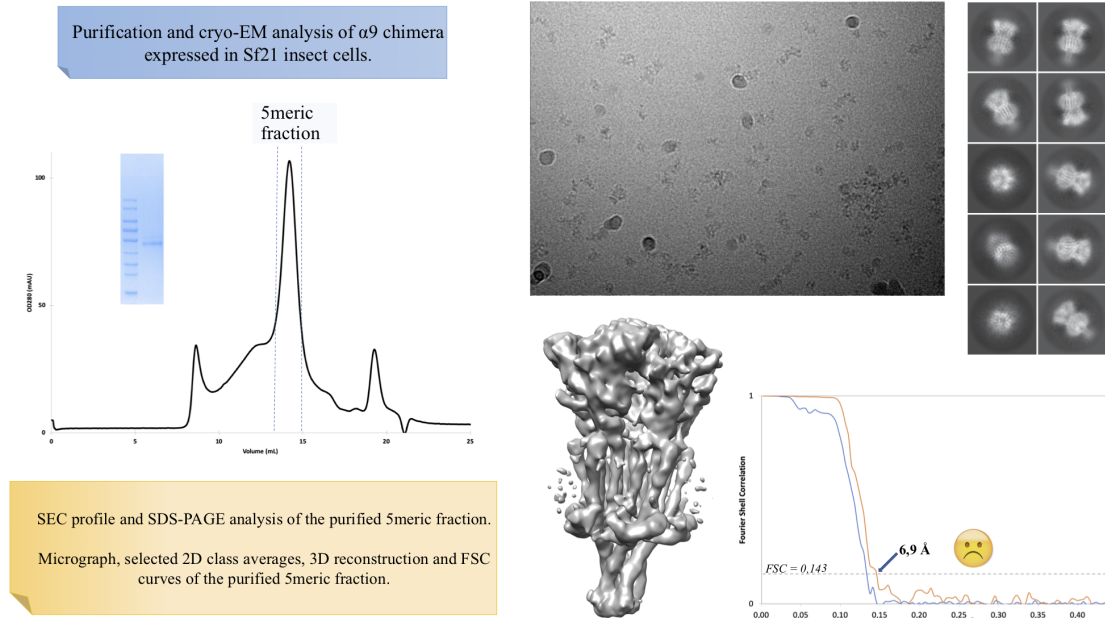 Purification and cryo-EM analysis of α9 chimera
expressed in Sf21 insect cells.
5meric
fraction
100
50
0
OD280 (mAU)
0
5
10
15
20
25
Volume (mL)
SEC profile and SDS-PAGE analysis of the purified 5meric fraction.
Micrograph, selected 2D class averages, 3D reconstruction and FSC
curves of the purified 5meric fraction.
1
0
Fourier Shell Correlation
6,9 Å
FSC = 0,143
0.00
0.05
0.10
0.15
0.20
0.25
0.30
0.35
0.40